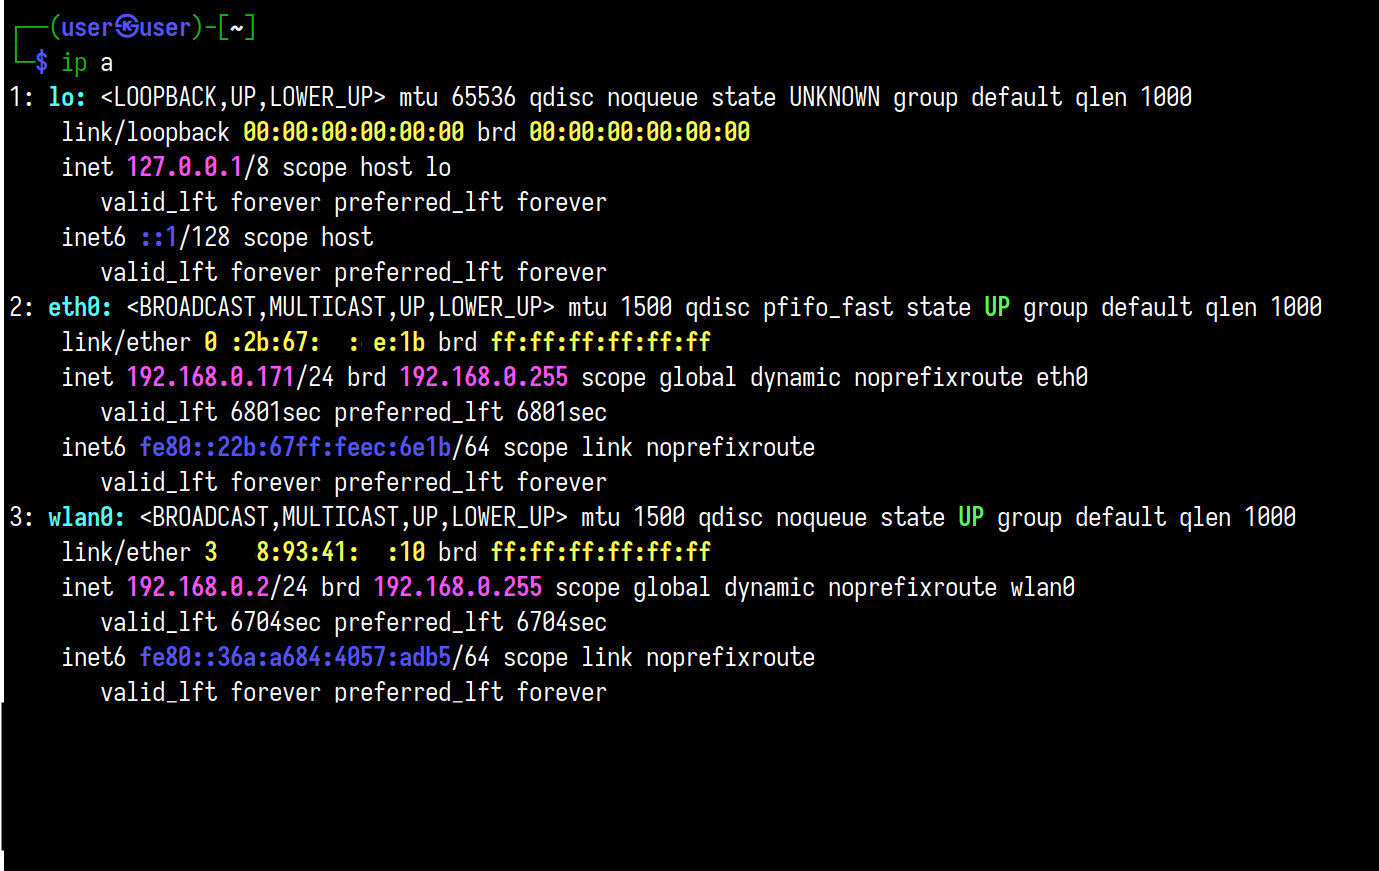 ┌──(user㉿user)-[~]
└─$ ip a
1: lo: <LOOPBACK,UP,LOWER_UP> mtu 65536 qdisc noqueue state UNKNOWN group default qlen 1000
    link/loopback 00:00:00:00:00:00 brd 00:00:00:00:00:00
    inet 127.0.0.1/8 scope host lo
       valid_lft forever preferred_lft forever
    inet6 ::1/128 scope host
       valid_lft forever preferred_lft forever
2: eth0: <BROADCAST,MULTICAST,UP,LOWER_UP> mtu 1500 qdisc pfifo_fast state UP group default qlen 1000
    link/ether 0 :2b:67:  : e:1b brd ff:ff:ff:ff:ff:ff
    inet 192.168.0.171/24 brd 192.168.0.255 scope global dynamic noprefixroute eth0
       valid_lft 6801sec preferred_lft 6801sec
    inet6 fe80::22b:67ff:feec:6e1b/64 scope link noprefixroute
       valid_lft forever preferred_lft forever
3: wlan0: <BROADCAST,MULTICAST,UP,LOWER_UP> mtu 1500 qdisc noqueue state UP group default qlen 1000
    link/ether 3   8:93:41:  :10 brd ff:ff:ff:ff:ff:ff
    inet 192.168.0.2/24 brd 192.168.0.255 scope global dynamic noprefixroute wlan0
       valid_lft 6704sec preferred_lft 6704sec
    inet6 fe80::36a:a684:4057:adb5/64 scope link noprefixroute
       valid_lft forever preferred_lft forever